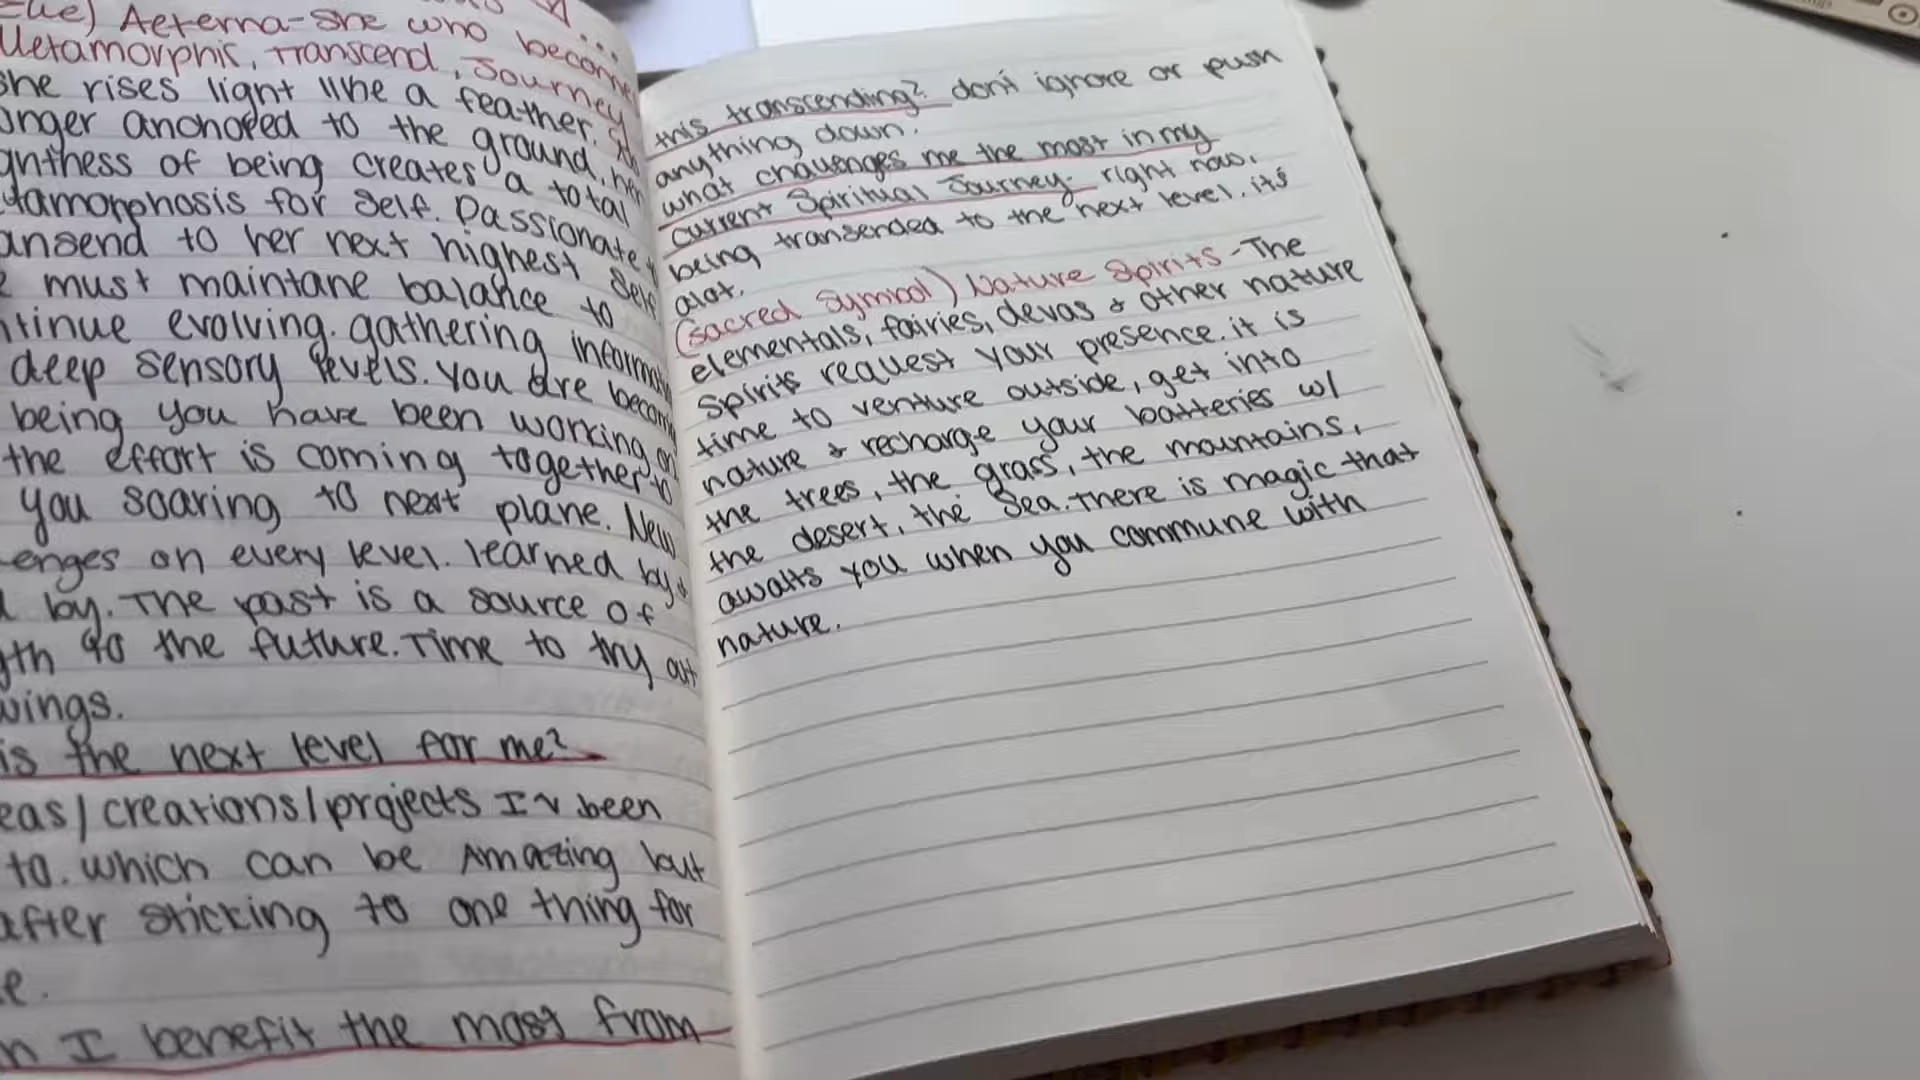 Aeterna-she who becomes
Metamorphis, Transcend, Journey
she rises light like a feather. No
anchored to the ground. her
of being creates a total
for self. Passionate
to her next highest self
must maintane balance to
evolving. gathering
deep sensory levels. You are
being you have been working on
the effort is coming together to
you soaring to next plane. New
on every level. learned by &
by. The past is a source of
to the future. Time to try out
wings.
is the next level for me?
/creations/projects I'v been
to. which can be Amazing but
after sticking to one thing for
I benefit the most from
this transcending? don't ignore or push
anything down.
what challenges me the most in my
current Spiritual Journey. right now.
being transended to the next level. its
alot.
(Sacred Symbol) Nature Spirits-The
elementals, fairies, devas & other nature
Spirits request your presence. it is
time to venture outside, get into
nature & recharge your batteries w/
the trees, the grass, the mountains,
the desert, the Sea. There is magic that
awaits you when you commune with
nature.